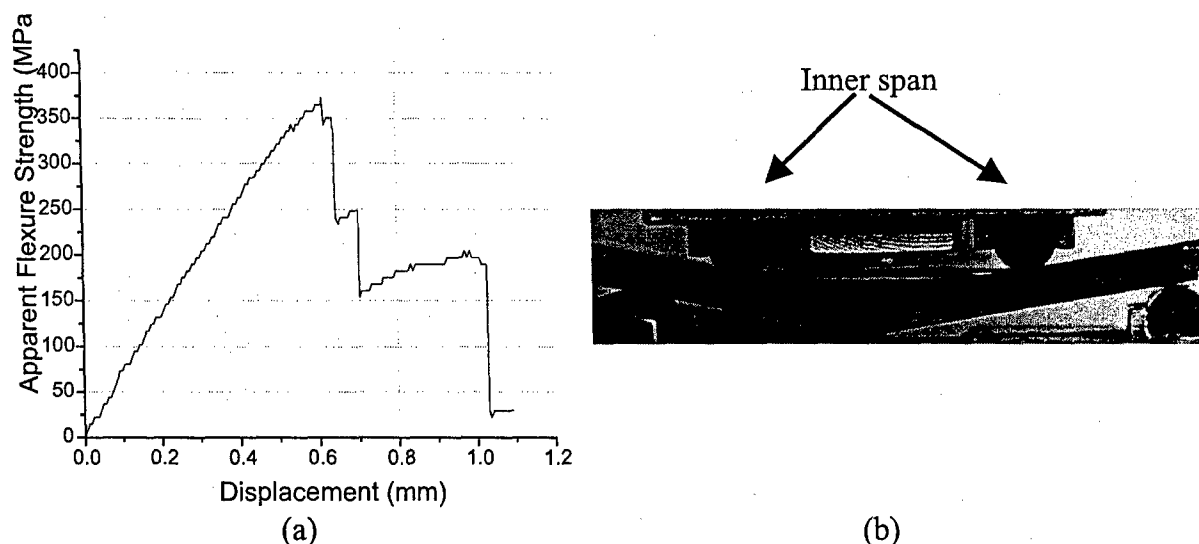 Apparent Flexure Strength (MPa
400
350
300
250
200
150
100
50
0
0.0 0.2 0.4 0.6 0.8 1.0 1.2
Displacement (mm)
(a)
Inner span
(b)